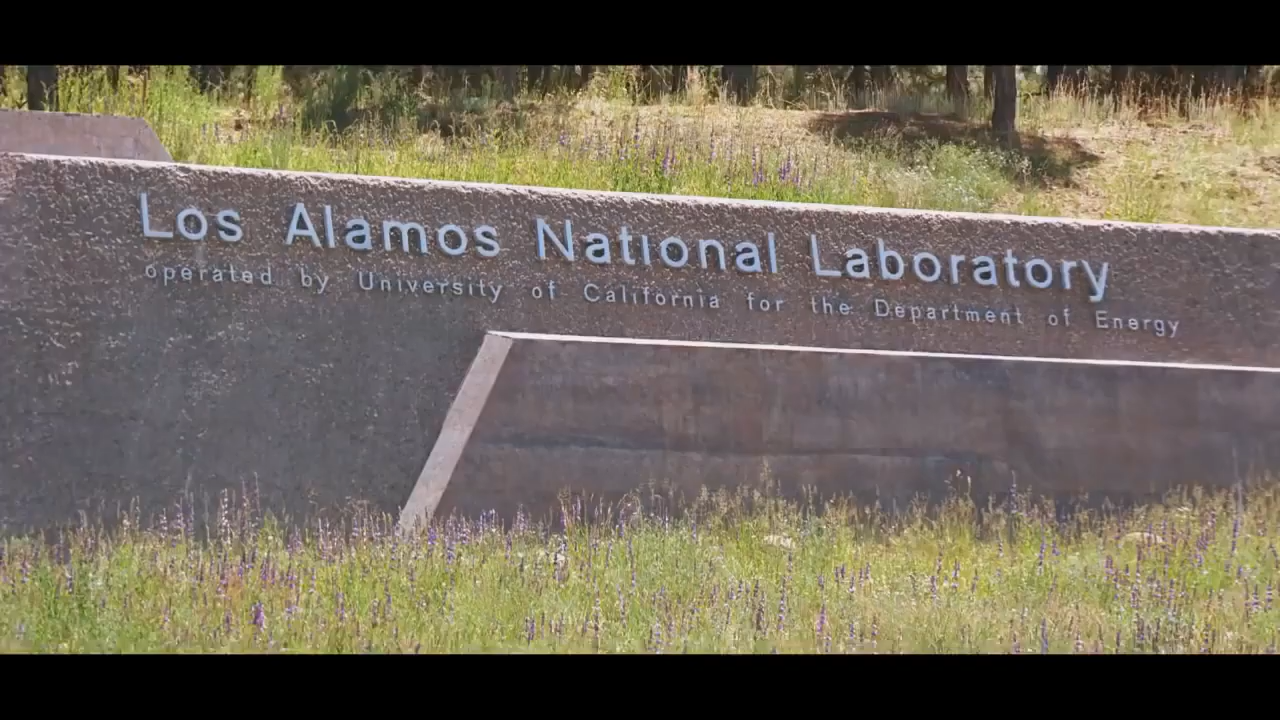 Los Alamos National Laboratory
operated by University of California for the Department of Energy